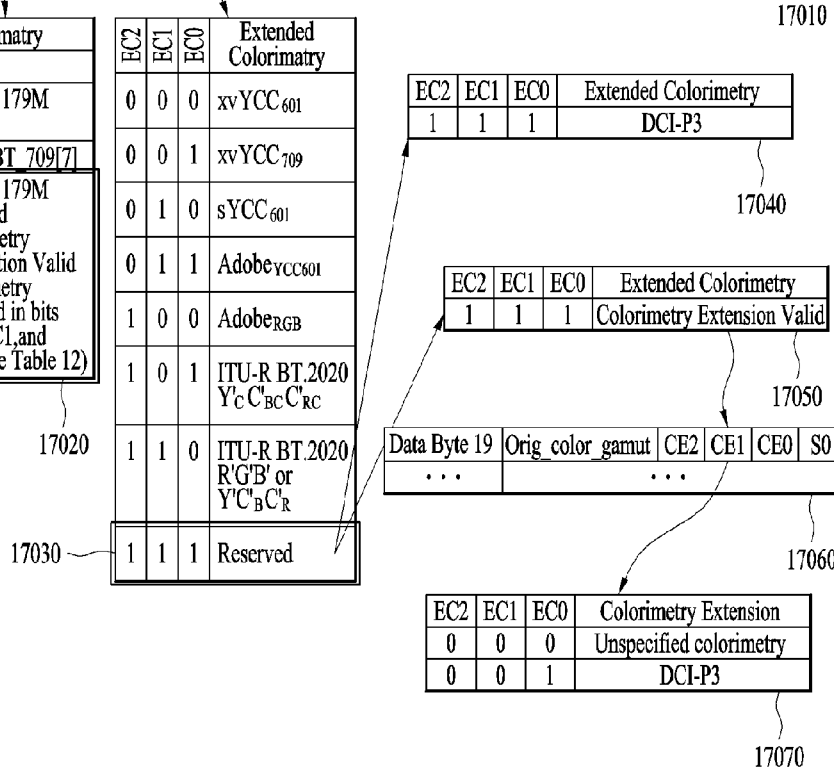 17010
matry
179M
BT_709[7]
179M
d
etry
tion Valid
etry
d in bits
C1,and
e Table 12)
17020
EC2 EC1 EC0 Extended Colorimatry
0 0 0 xvYCC601
0 0 1 xvYCC709
0 1 0 sYCC601
0 1 1 AdobeYCC601
1 0 0 AdobeRGB
1 0 1 ITU-R BT.2020
Y'C C'BC C'RC
1 1 0 ITU-R BT.2020
R'G'B' or
Y'C'BC'R
17030 1 1 1 Reserved
EC2 EC1 EC0 Extended Colorimetry
1 1 1 DCI-P3
17040
EC2 EC1 EC0 Extended Colorimetry
1 1 1 Colorimetry Extension Valid
17050
Data Byte 19 Orig_color_gamut CE2 CE1 CE0 S0
... ...
17060
EC2 EC1 EC0 Colorimetry Extension
0 0 0 Unspecified colorimetry
0 0 1 DCI-P3
17070